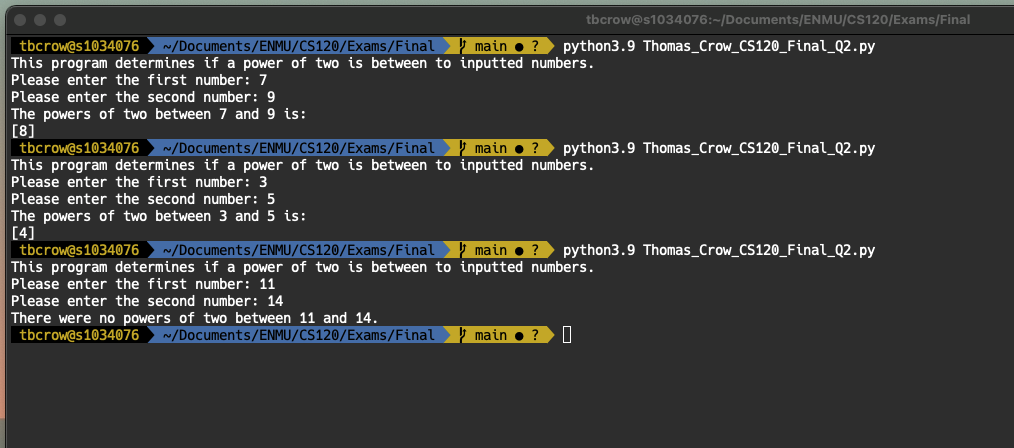 tbcrow@s1034076:~/Documents/ENMU/CS120/Exams/Final
tbcrow@s1034076 ~/Documents/ENMU/CS120/Exams/Final main ● ? python3.9 Thomas_Crow_CS120_Final_Q2.py
This program determines if a power of two is between to inputted numbers.
Please enter the first number: 7
Please enter the second number: 9
The powers of two between 7 and 9 is:
[8]
tbcrow@s1034076 ~/Documents/ENMU/CS120/Exams/Final main ● ? python3.9 Thomas_Crow_CS120_Final_Q2.py
This program determines if a power of two is between to inputted numbers.
Please enter the first number: 3
Please enter the second number: 5
The powers of two between 3 and 5 is:
[4]
tbcrow@s1034076 ~/Documents/ENMU/CS120/Exams/Final main ● ? python3.9 Thomas_Crow_CS120_Final_Q2.py
This program determines if a power of two is between to inputted numbers.
Please enter the first number: 11
Please enter the second number: 14
There were no powers of two between 11 and 14.
tbcrow@s1034076 ~/Documents/ENMU/CS120/Exams/Final main ● ?